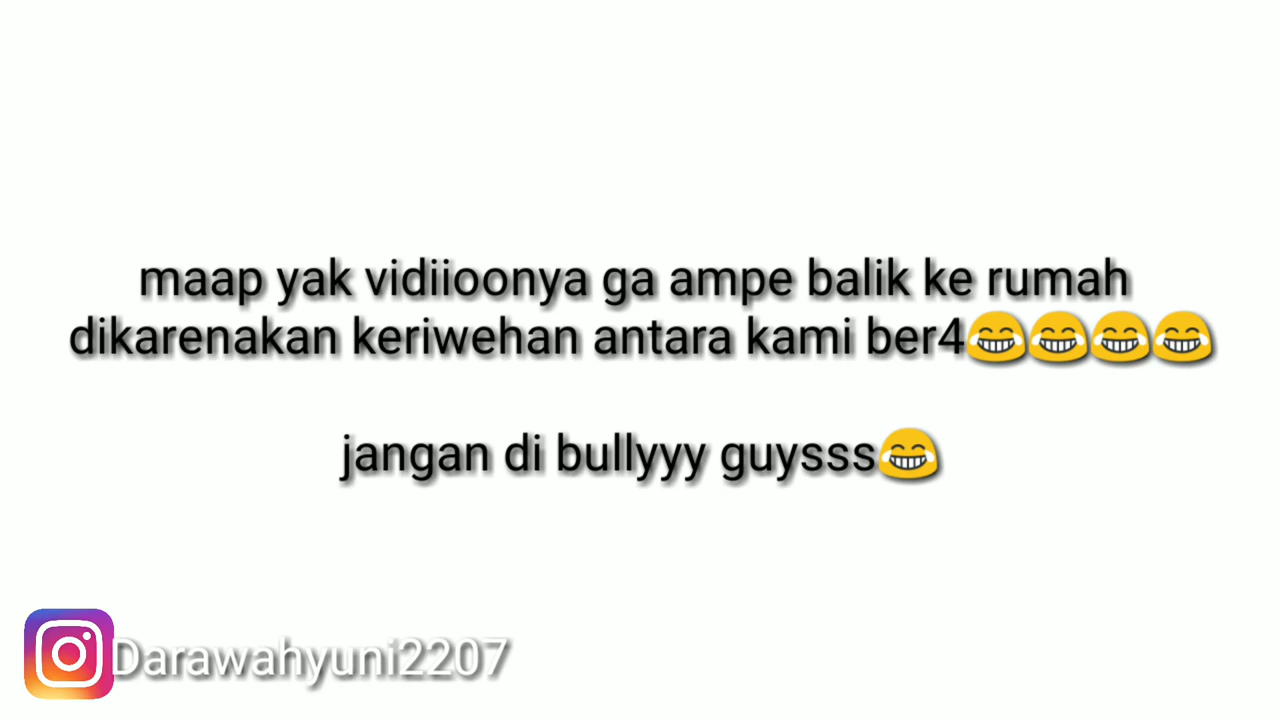 maap yak vidiioonya ga ampe balik ke rumah
dikarenakan keriwehan antara kami ber4😂😂😂😂
jangan di bullyyy guysss😂
Darawahyuni2207